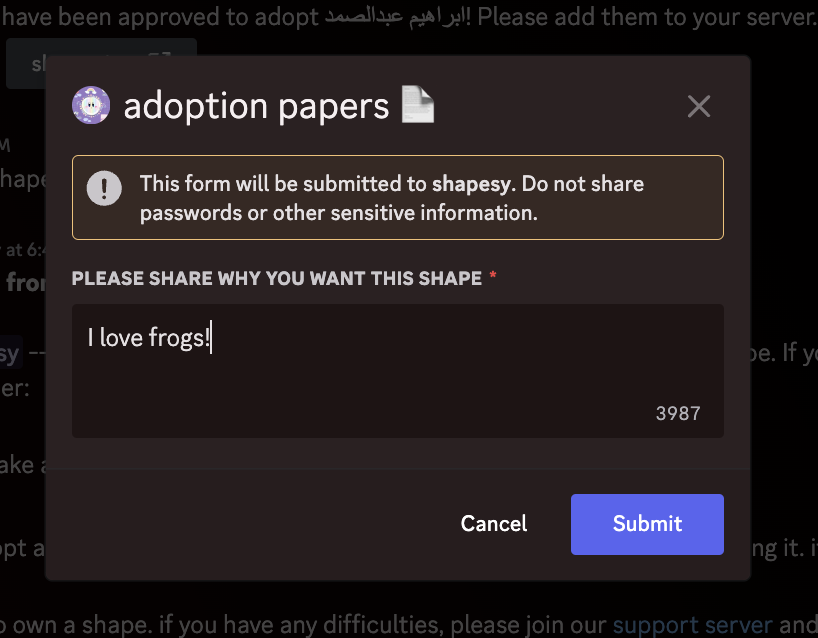 have been approved to adopt ابراهيم عبدالصمد! Please add them to your server.
adoption papers
This form will be submitted to shapesy. Do not share
passwords or other sensitive information.
PLEASE SHARE WHY YOU WANT THIS SHAPE *
I love frogs!
3987
Cancel
Submit
er:
own a shape. if you have any difficulties, please join our support server and